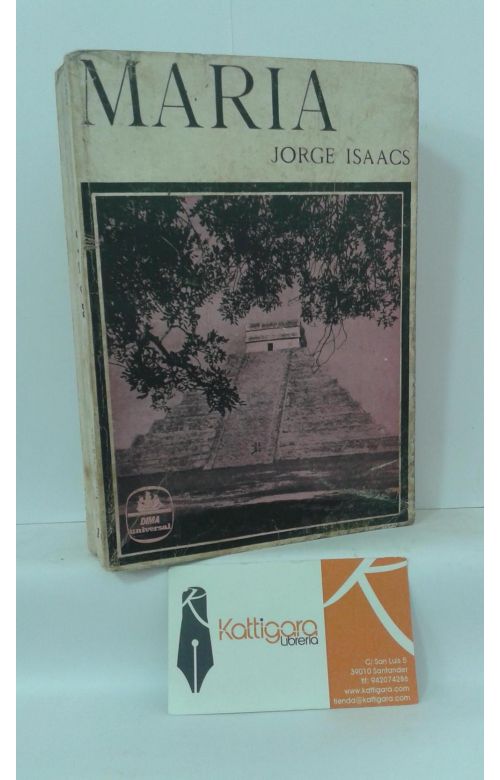 MARIA
JORGE ISAACS
DIMA
universal
Kattigara
Librería
C/ San Luis 5
39010 Santander
tlf: 942074286
www.kattigara.com
tienda@kattigara.com